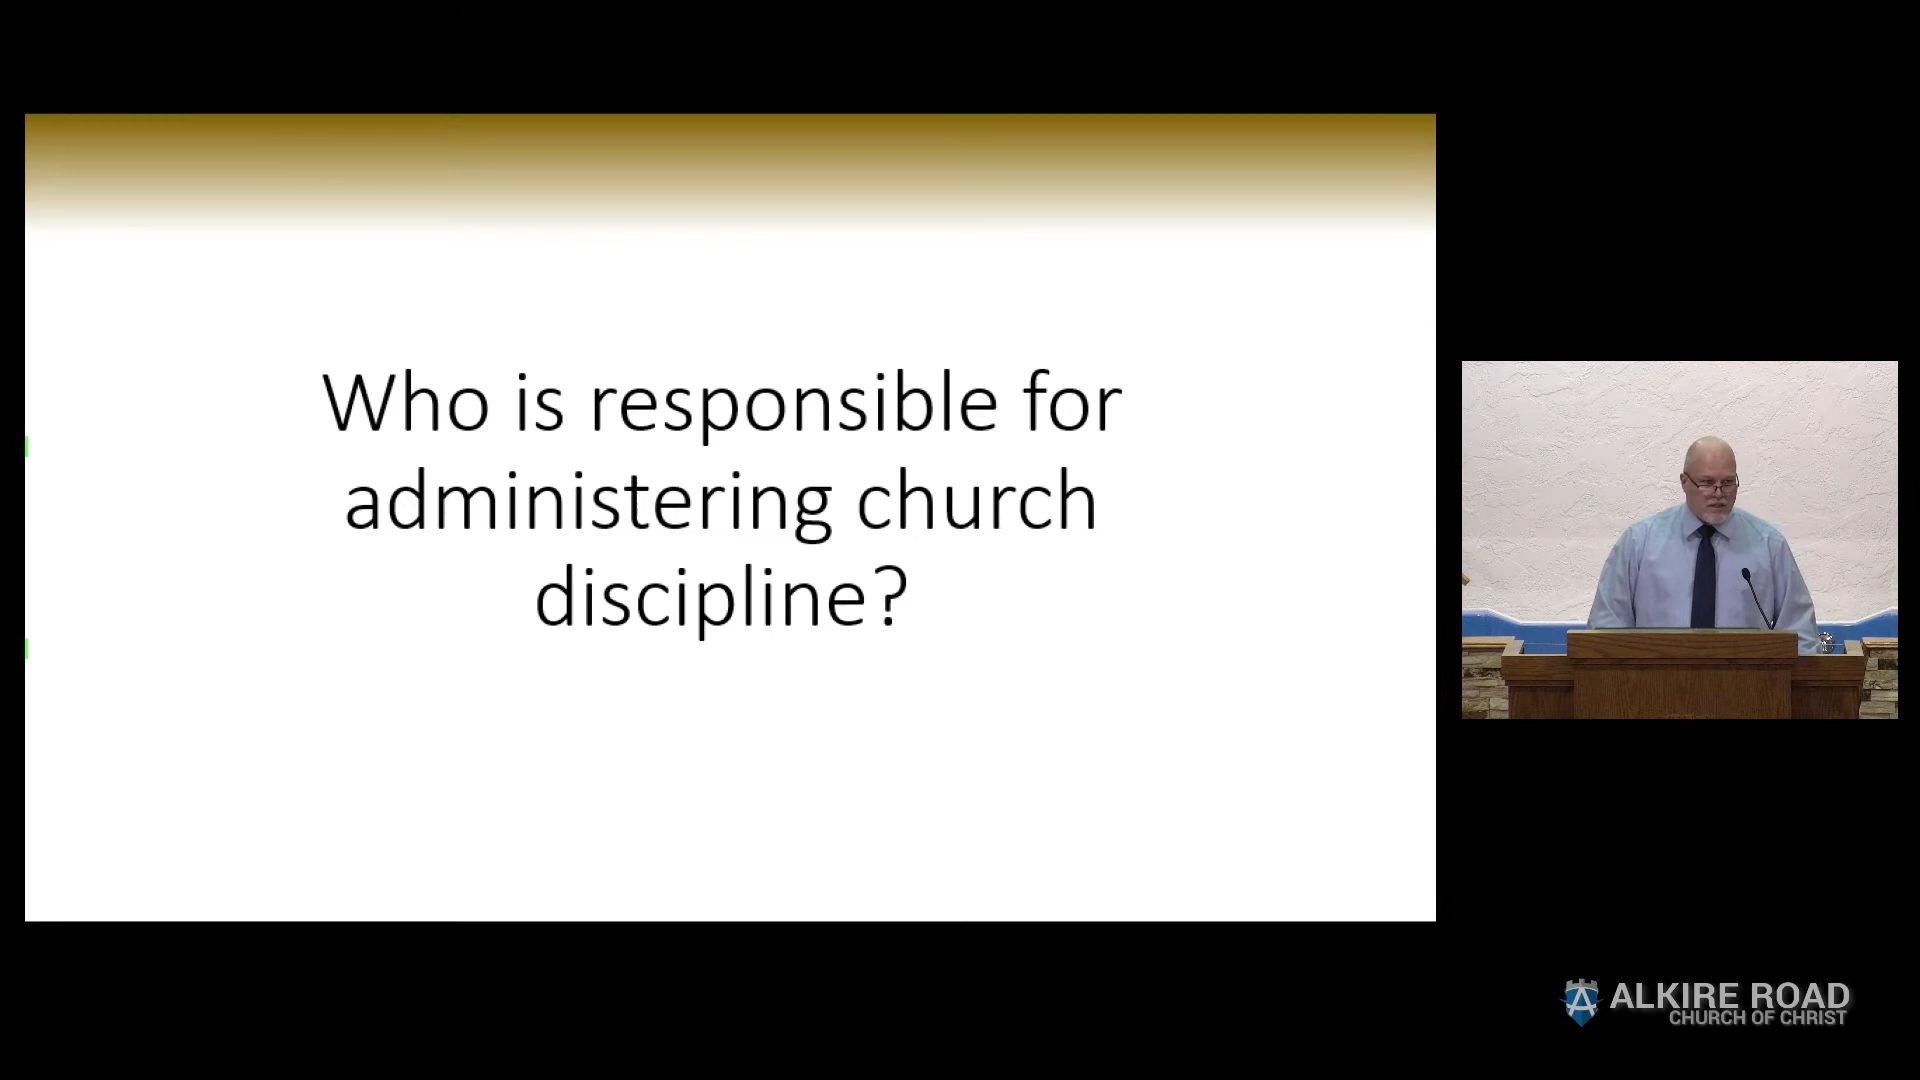 Who is responsible for
administering church
discipline?
ALKIRE ROAD
CHURCH OF CHRIST